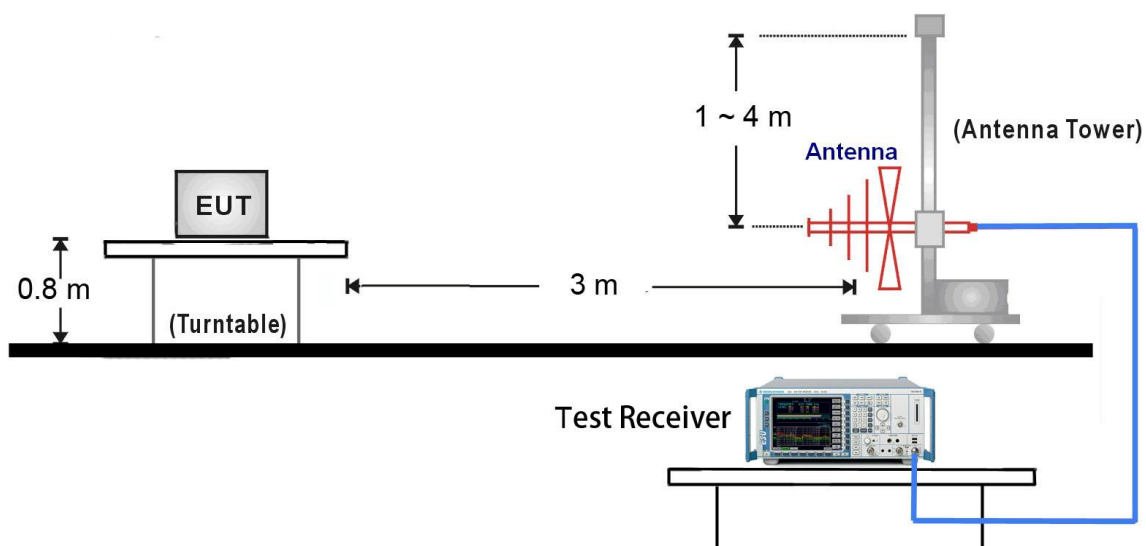 1 ~ 4 m
(Antenna Tower)
Antenna
EUT
0.8 m
3 m
(Turntable)
Test Receiver